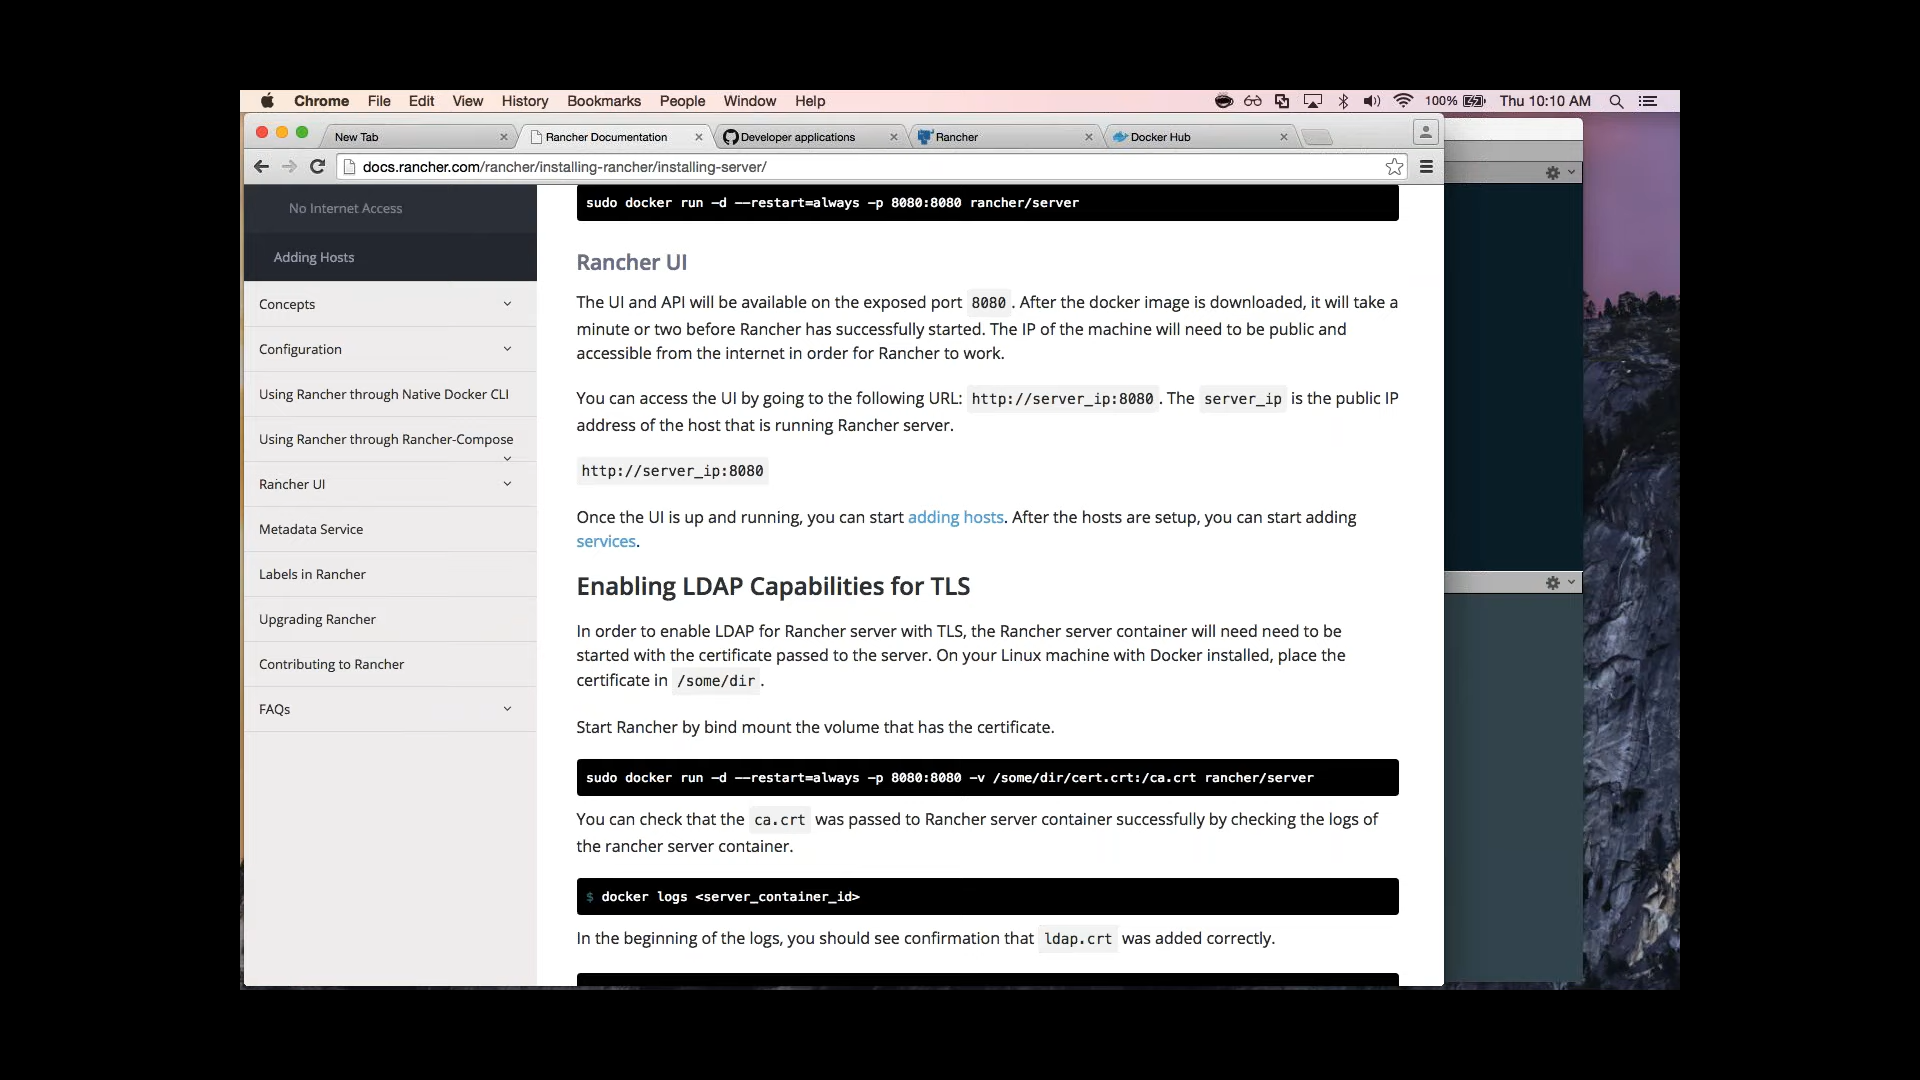 Chrome File Edit View History Bookmarks People Window Help 100% Thu 10:10 AM
New Tab Rancher Documentation Developer applications Rancher Docker Hub
docs.rancher.com/rancher/installing-rancher/installing-server/
No Internet Access
Adding Hosts
Concepts
Configuration
Using Rancher through Native Docker CLI
Using Rancher through Rancher-Compose
Rancher UI
Metadata Service
Labels in Rancher
Upgrading Rancher
Contributing to Rancher
FAQs
sudo docker run -d --restart=always -p 8080:8080 rancher/server
Rancher UI
The UI and API will be available on the exposed port 8080 . After the docker image is downloaded, it will take a
minute or two before Rancher has successfully started. The IP of the machine will need to be public and
accessible from the internet in order for Rancher to work.
You can access the UI by going to the following URL: http://server_ip:8080 . The server_ip is the public IP
address of the host that is running Rancher server.
http://server_ip:8080
Once the UI is up and running, you can start adding hosts. After the hosts are setup, you can start adding
services.
Enabling LDAP Capabilities for TLS
In order to enable LDAP for Rancher server with TLS, the Rancher server container will need need to be
started with the certificate passed to the server. On your Linux machine with Docker installed, place the
certificate in /some/dir .
Start Rancher by bind mount the volume that has the certificate.
sudo docker run -d --restart=always -p 8080:8080 -v /some/dir/cert.crt:/ca.crt rancher/server
You can check that the ca.crt was passed to Rancher server container successfully by checking the logs of
the rancher server container.
$ docker logs <server_container_id>
In the beginning of the logs, you should see confirmation that ldap.crt was added correctly.